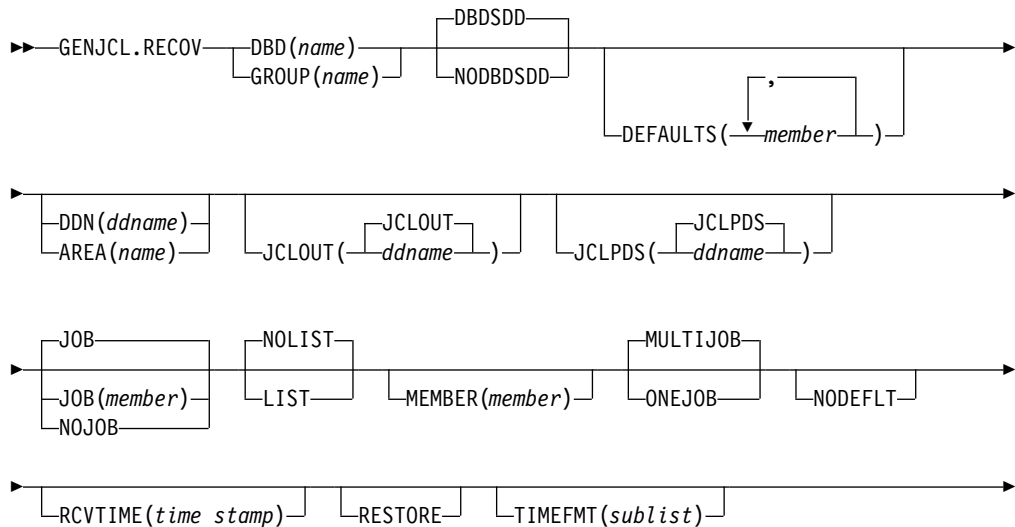 DBDSDD
GENJCL.RECOV DBD(name) NODBDSDD
GROUP(name) ,
DEFAULTS( member )
DDN(ddname) JCLOUT JCLPDS
AREA(name) JCLOUT( ddname ) JCLPDS( ddname )
JOB NOLIST MULTIJOB
JOB(member) LIST MEMBER(member) ONEJOB NODEFLT
NOJOB
RCVTIME(time stamp) RESTORE TIMEFMT(sublist)